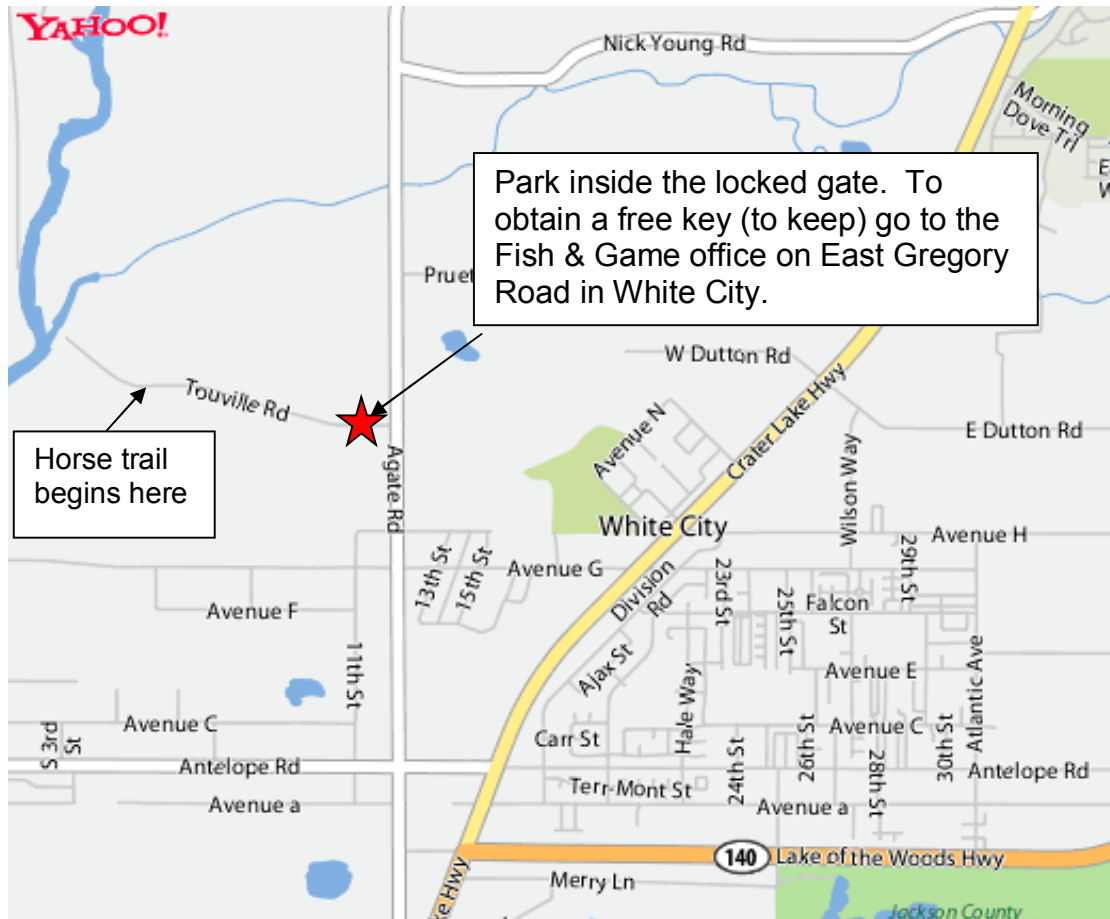 YAHOO!
Nick Young Rd
Morning
Dove Trl
Park inside the locked gate.  To
obtain a free key (to keep) go to the
Fish & Game office on East Gregory
Road in White City.
Pruet
W Dutton Rd
Touville Rd
Crater Lake Hwy
Avenue N
E Dutton Rd
Horse trail
begins here
Agate Rd
Wilson Way
White City
Avenue H
29th St
13th St
15th St
Avenue G
Division
Rd
23rd St
25th St
Falcon
St
Avenue F
11th St
Ajax St
Hale Way
Avenue E
Atlantic Ave
S 3rd
St
Avenue C
Carr St
24th St
26th St
Avenue C
28th St
30th St
Antelope Rd
Antelope Rd
Terr-Mont St
Avenue a
Avenue a
140
Lake of the Woods Hwy
ke Hwy
Merry Ln
Jackson County